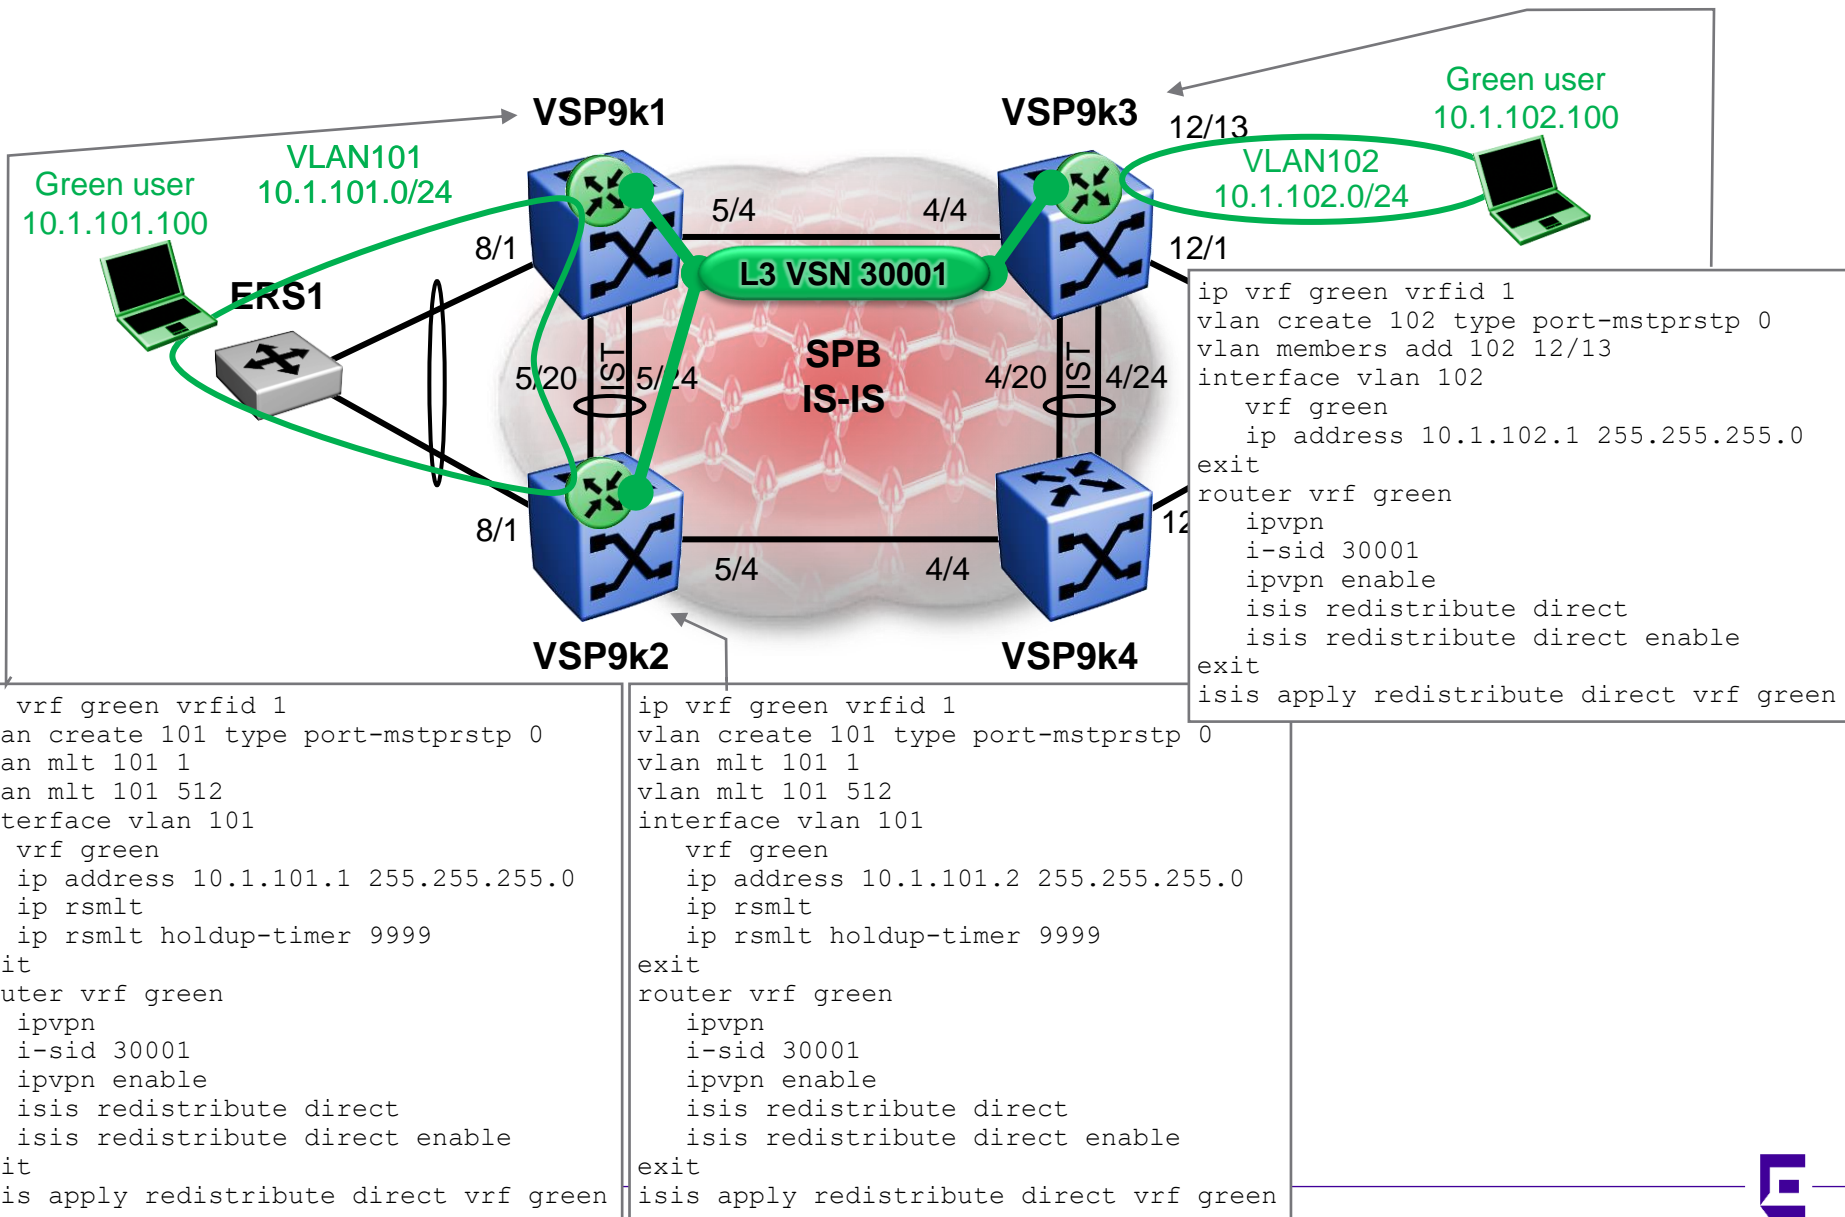 VSP9k1
VSP9k3
12/13
Green user
10.1.102.100
VLAN101
10.1.101.0/24
Green user
10.1.101.100
VLAN102
10.1.102.0/24
5/4
4/4
8/1
12/1
L3 VSN 30001
ERS1
SPB
IS-IS
5/20
IST
5/24
4/20
IST
4/24
8/1
12
5/4
4/4
VSP9k2
VSP9k4
ip vrf green vrfid 1
vlan create 102 type port-mstprstp 0
vlan members add 102 12/13
interface vlan 102
vrf green
ip address 10.1.102.1 255.255.255.0
exit
router vrf green
ipvpn
i-sid 30001
ipvpn enable
isis redistribute direct
isis redistribute direct enable
exit
isis apply redistribute direct vrf green
vrf green vrfid 1
an create 101 type port-mstprstp 0
an mlt 101 1
an mlt 101 512
terface vlan 101
vrf green
ip address 10.1.101.1 255.255.255.0
ip rsmlt
ip rsmlt holdup-timer 9999
it
uter vrf green
ipvpn
i-sid 30001
ipvpn enable
isis redistribute direct
isis redistribute direct enable
it
is apply redistribute direct vrf green
ip vrf green vrfid 1
vlan create 101 type port-mstprstp 0
vlan mlt 101 1
vlan mlt 101 512
interface vlan 101
vrf green
ip address 10.1.101.2 255.255.255.0
ip rsmlt
ip rsmlt holdup-timer 9999
exit
router vrf green
ipvpn
i-sid 30001
ipvpn enable
isis redistribute direct
isis redistribute direct enable
exit
isis apply redistribute direct vrf green